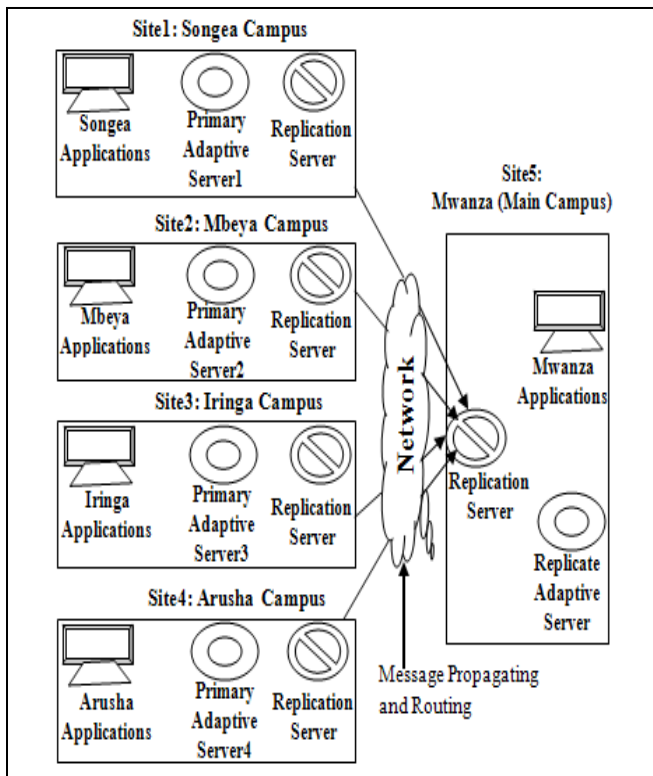 Site1: Songea Campus
Songea
Applications
Primary
Adaptive
Server1
Replication
Server
Site2: Mbeya Campus
Mbeya
Applications
Primary
Adaptive
Server2
Replication
Server
Site3: Iringa Campus
Iringa
Applications
Primary
Adaptive
Server3
Replication
Server
Site4: Arusha Campus
Arusha
Applications
Primary
Adaptive
Server4
Replication
Server
Network
Message Propagating
and Routing
Site5:
Mwanza (Main Campus)
Mwanza
Applications
Replication
Server
Replicate
Adaptive
Server